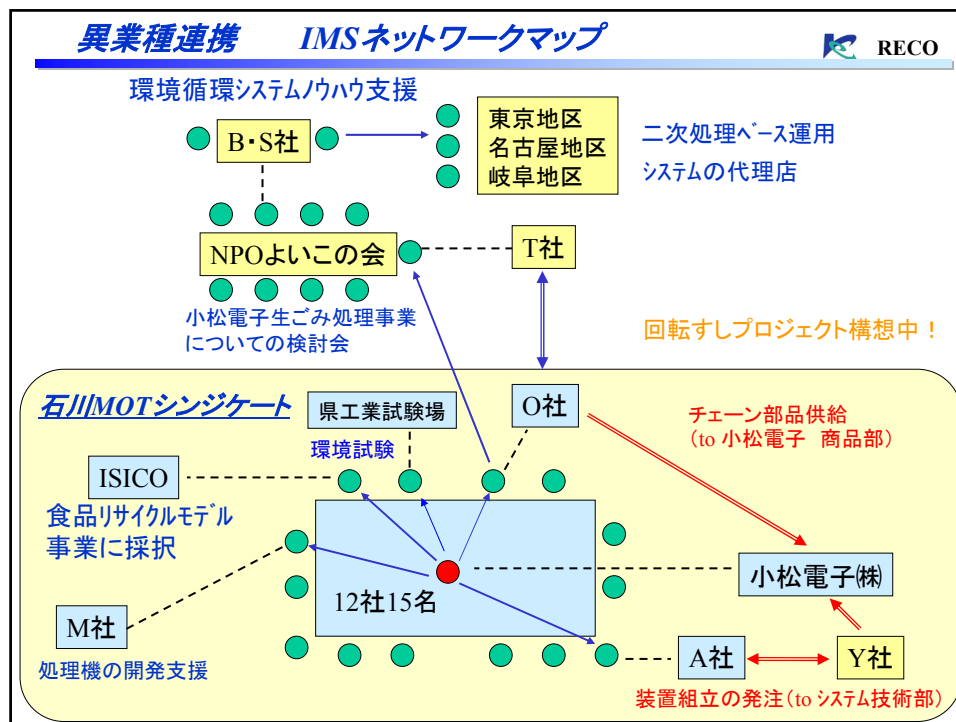 異業種連携　　IMSネットワークマップ
RECO
環境循環システムノウハウ支援
B・S社
東京地区
名古屋地区
岐阜地区
二次処理ベース運用
システムの代理店
NPOよいこの会
T社
小松電子生ごみ処理事業
についての検討会
回転すしプロジェクト構想中！
石川MOTシンジケート
県工業試験場
環境試験
O社
チェーン部品供給
(to 小松電子　商品部)
ISICO
食品リサイクルモデル
事業に採択
12社15名
小松電子㈱
M社
処理機の開発支援
A社
Y社
装置組立の発注(to システム技術部)